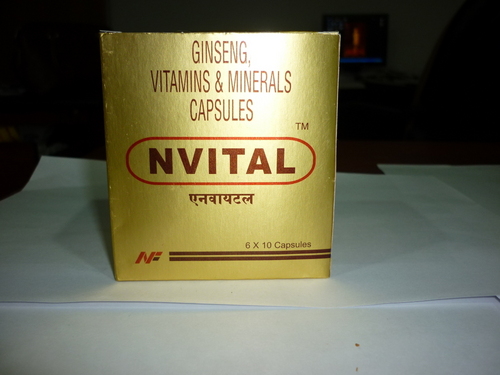 GINSENG,
VITAMINS & MINERALS
CAPSULES
TM
NVITAL
एनवायटल
6 X 10 Capsules
NF